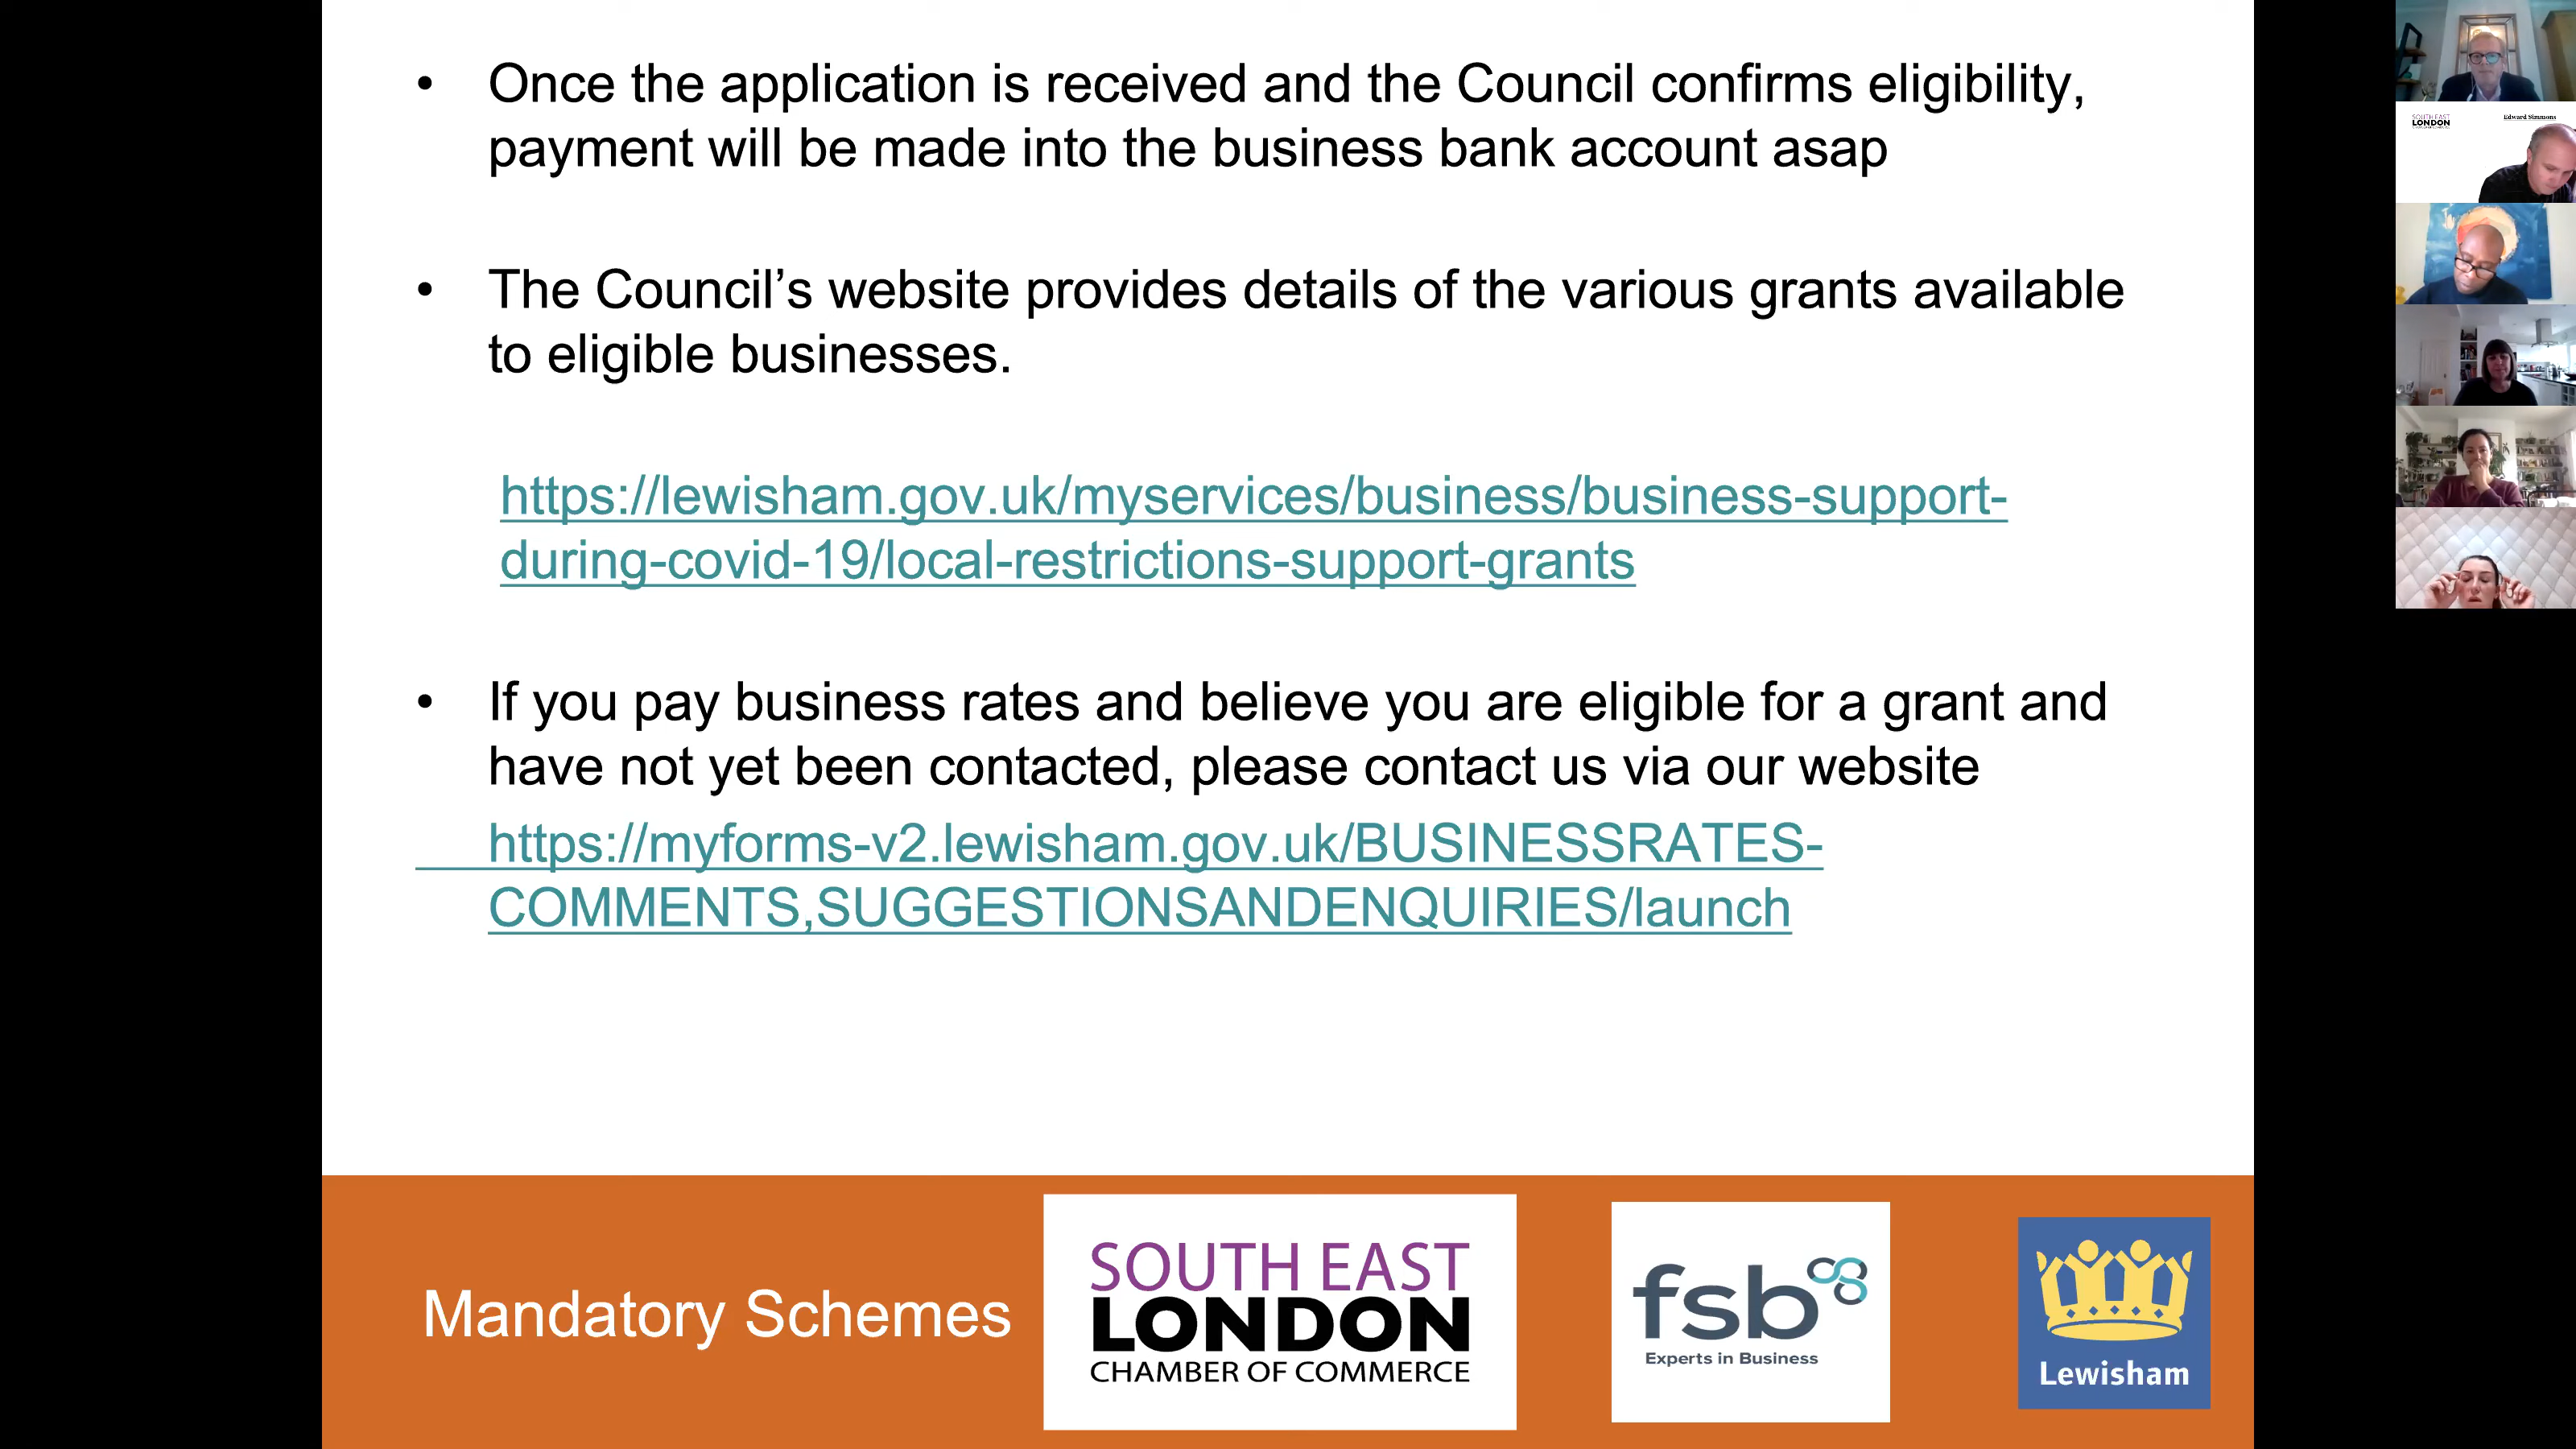 • Once the application is received and the Council confirms eligibility,
payment will be made into the business bank account asap
• The Council’s website provides details of the various grants available
to eligible businesses.
https://lewisham.gov.uk/myservices/business/business-support-
during-covid-19/local-restrictions-support-grants
• If you pay business rates and believe you are eligible for a grant and
have not yet been contacted, please contact us via our website
https://myforms-v2.lewisham.gov.uk/BUSINESSRATES-
COMMENTS,SUGGESTIONSANDENQUIRIES/launch
Mandatory Schemes
SOUTH EAST
LONDON
CHAMBER OF COMMERCE
fsb
Experts in Business
Lewisham
SOUTH EAST
LONDON
Edward Simmons